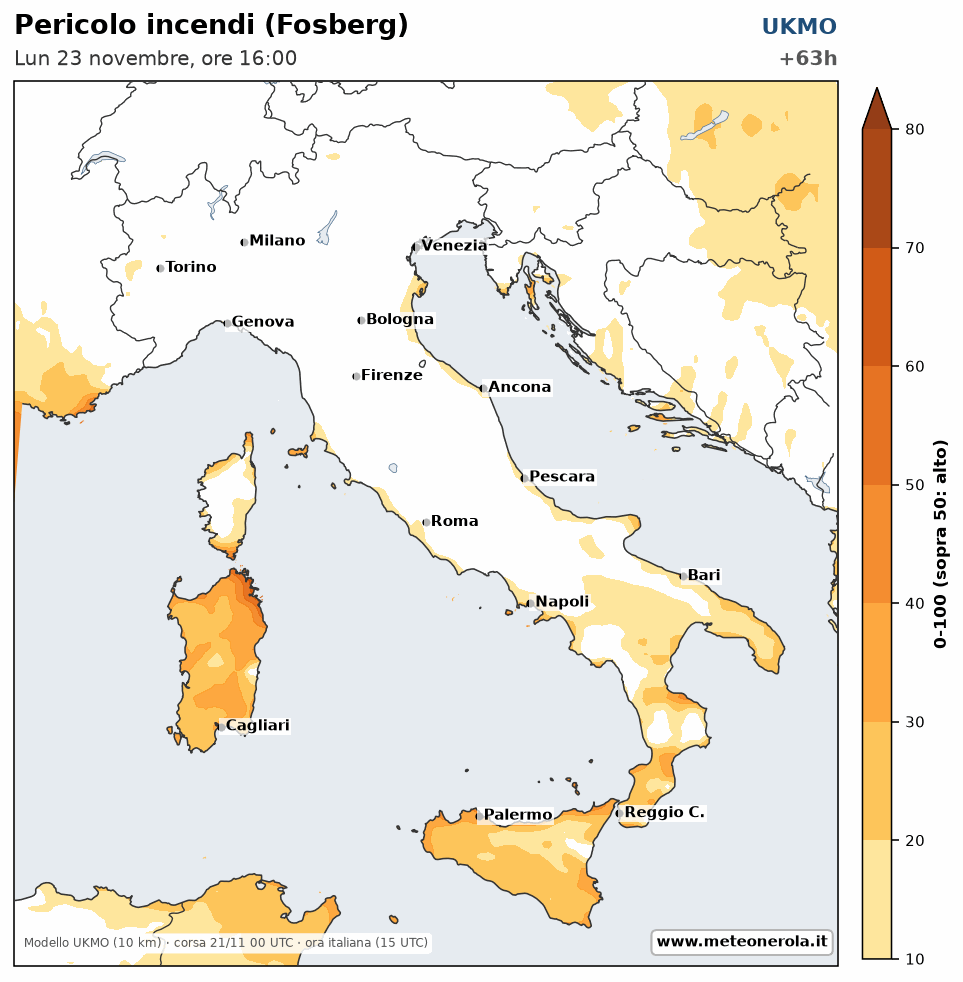 Pericolo incendi (Fosberg)
UKMO
Lun 23 novembre, ore 16:00
+63h
80
70
60
50
40
30
20
10
0-100 (sopra 50: alto)
Milano
Venezia
Torino
Genova
Bologna
Firenze
Ancona
Pescara
Roma
Bari
Napoli
Cagliari
Palermo
Reggio C.
Modello UKMO (10 km) · corsa 21/11 00 UTC · ora italiana (15 UTC)
www.meteonerola.it